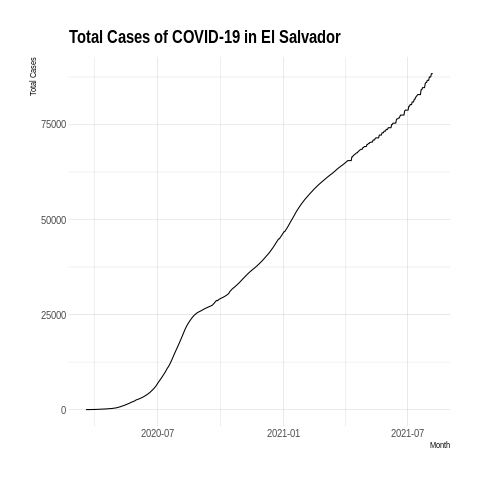 Total Cases of COVID-19 in El Salvador
Total Cases
75000
50000
25000
0
2020-07
2021-01
2021-07
Month